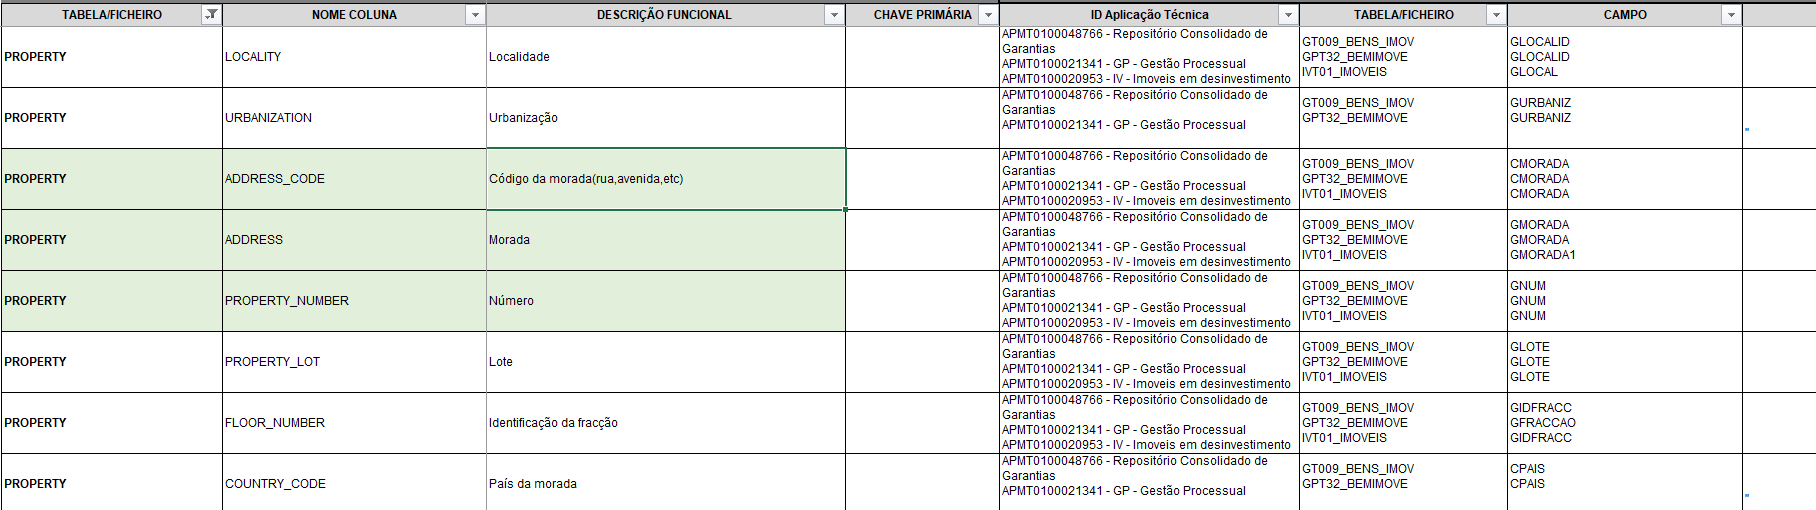 TABELA/FICHEIRO NOME COLUNA DESCRIÇÃO FUNCIONAL CHAVE PRIMÁRIA ID Aplicação Técnica TABELA/FICHEIRO CAMPO
PROPERTY LOCALITY Localidade
APMT0100048766 - Repositório Consolidado de
Garantias
APMT0100021341 - GP - Gestão Processual
APMT0100020953 - IV - Imoveis em desinvestimento
GT009_BENS_IMOV
GPT32_BEMIMOVE
IVT01_IMOVEIS
GLOCALID
GLOCALID
GLOCAL
PROPERTY URBANIZATION Urbanização
APMT0100048766 - Repositório Consolidado de
Garantias
APMT0100021341 - GP - Gestão Processual
GT009_BENS_IMOV
GPT32_BEMIMOVE
GURBANIZ
GURBANIZ
PROPERTY ADDRESS_CODE Código da morada(rua,avenida,etc)
APMT0100048766 - Repositório Consolidado de
Garantias
APMT0100021341 - GP - Gestão Processual
APMT0100020953 - IV - Imoveis em desinvestimento
GT009_BENS_IMOV
GPT32_BEMIMOVE
IVT01_IMOVEIS
CMORADA
CMORADA
CMORADA
PROPERTY ADDRESS Morada
APMT0100048766 - Repositório Consolidado de
Garantias
APMT0100021341 - GP - Gestão Processual
APMT0100020953 - IV - Imoveis em desinvestimento
GT009_BENS_IMOV
GPT32_BEMIMOVE
IVT01_IMOVEIS
GMORADA
GMORADA
GMORADA1
PROPERTY PROPERTY_NUMBER Número
APMT0100048766 - Repositório Consolidado de
Garantias
APMT0100021341 - GP - Gestão Processual
APMT0100020953 - IV - Imoveis em desinvestimento
GT009_BENS_IMOV
GPT32_BEMIMOVE
IVT01_IMOVEIS
GNUM
GNUM
GNUM
PROPERTY PROPERTY_LOT Lote
APMT0100048766 - Repositório Consolidado de
Garantias
APMT0100021341 - GP - Gestão Processual
APMT0100020953 - IV - Imoveis em desinvestimento
GT009_BENS_IMOV
GPT32_BEMIMOVE
IVT01_IMOVEIS
GLOTE
GLOTE
GLOTE
PROPERTY FLOOR_NUMBER Identificação da fracção
APMT0100048766 - Repositório Consolidado de
Garantias
APMT0100021341 - GP - Gestão Processual
APMT0100020953 - IV - Imoveis em desinvestimento
GT009_BENS_IMOV
GPT32_BEMIMOVE
IVT01_IMOVEIS
GIDFRACC
GFRACCAO
GIDFRACC
PROPERTY COUNTRY_CODE País da morada
APMT0100048766 - Repositório Consolidado de
Garantias
APMT0100021341 - GP - Gestão Processual
GT009_BENS_IMOV
GPT32_BEMIMOVE
CPAIS
CPAIS